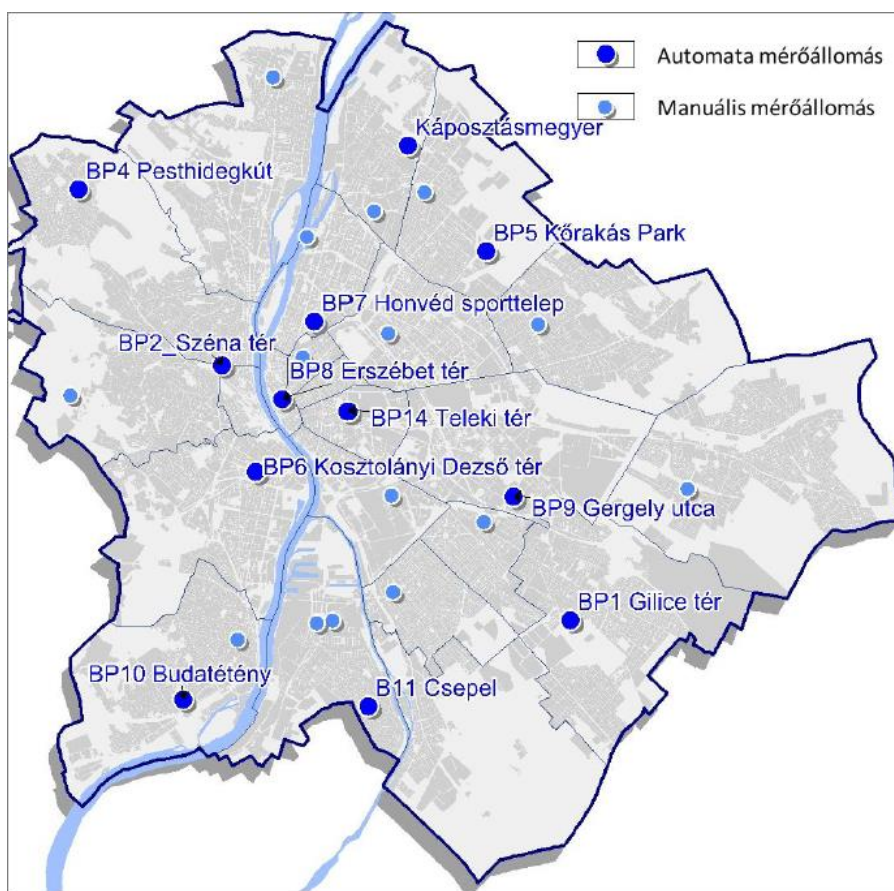 Automata mérőállomás
Manuális mérőállomás
Káposztásmegyer
BP4 Pesthidegkút
BP5 Kőrakás Park
BP7 Honvéd sporttelep
BP2_Széna tér
BP8 Erszébet tér
BP14 Teleki tér
BP6 Kosztolányi Dezső tér
BP9 Gergely utca
BP1 Gilice tér
BP10 Budatétény
B11 Csepel